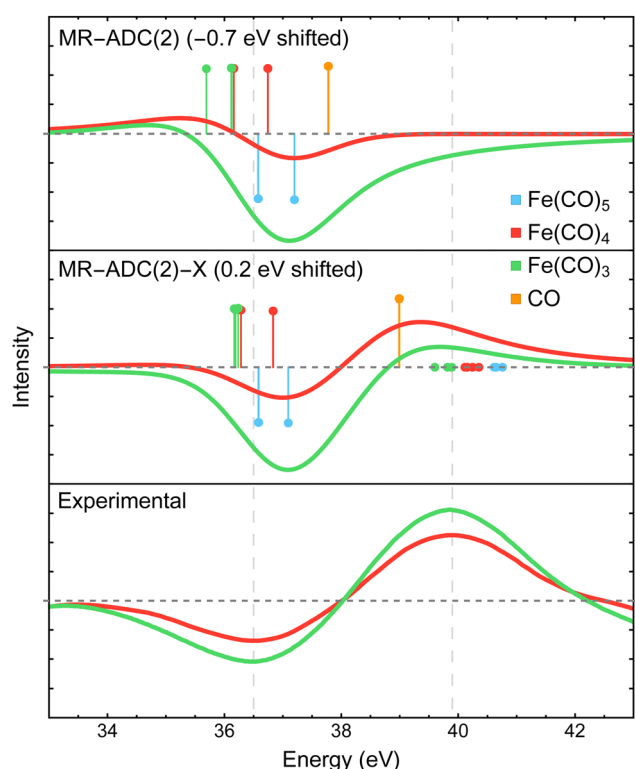 MR−ADC(2) (−0.7 eV shifted)
Fe(CO)₅
Fe(CO)₄
MR−ADC(2)−X (0.2 eV shifted)
Fe(CO)₃
CO
Intensity
Experimental
34 36 38 40 42
Energy (eV)